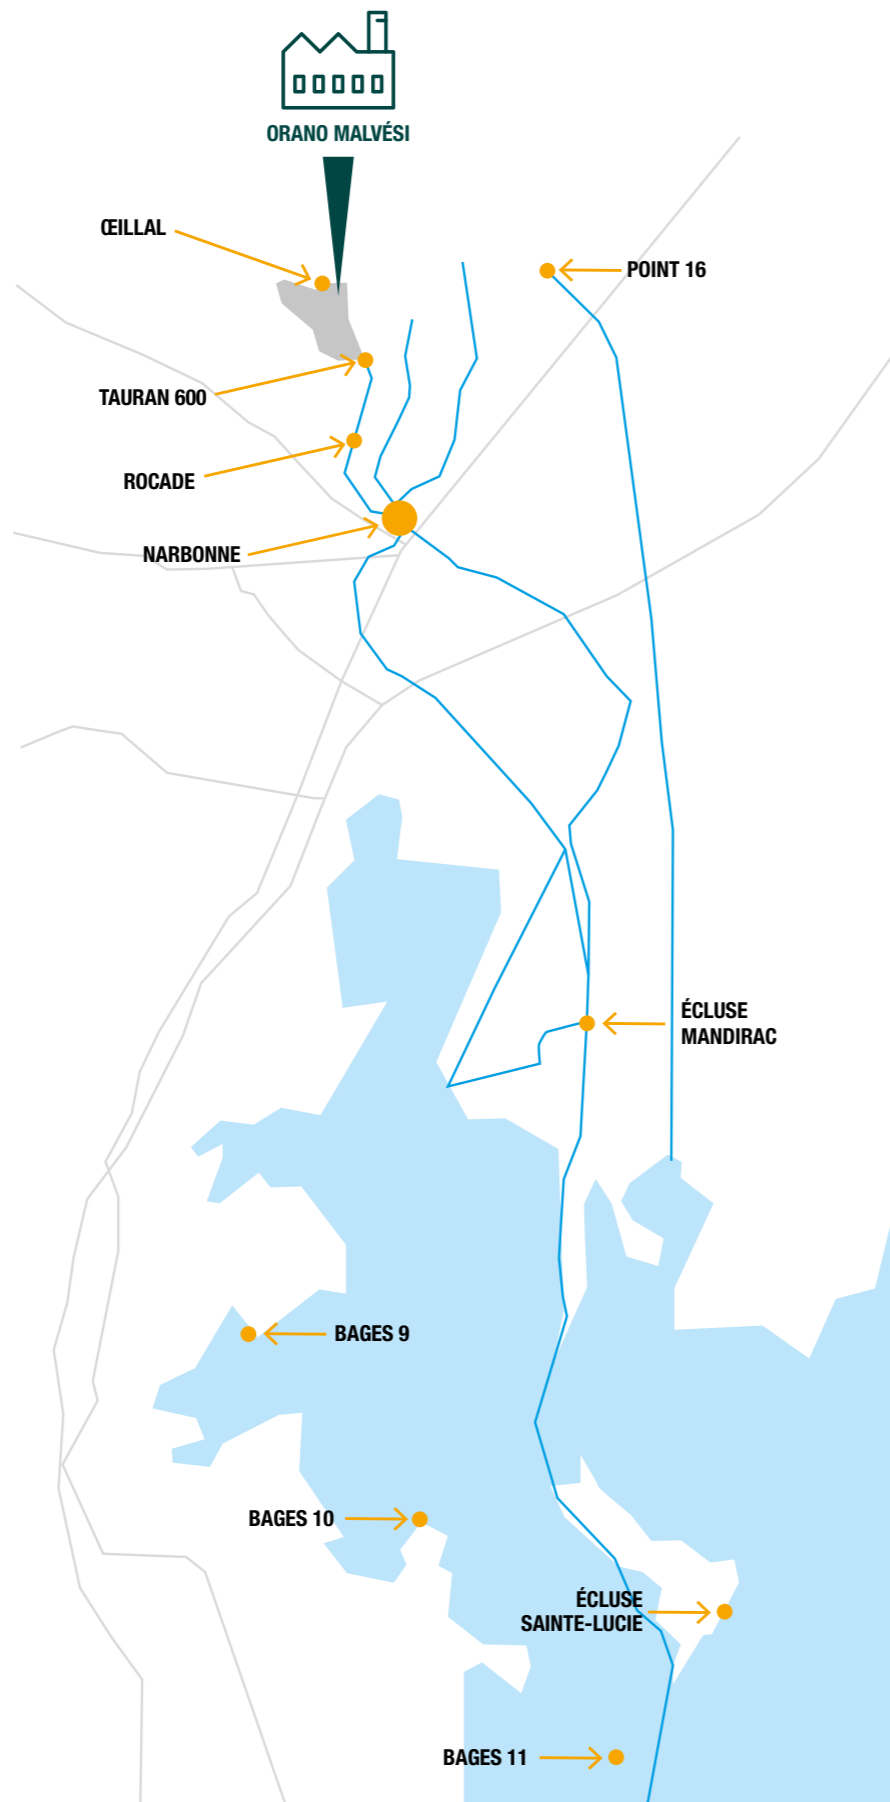 ORANO MALVÉSI
ŒILLAL
POINT 16
TAURAN 600
ROCADE
NARBONNE
ÉCLUSE
MANDIRAC
BAGES 9
BAGES 10
ÉCLUSE
SAINTE-LUCIE
BAGES 11